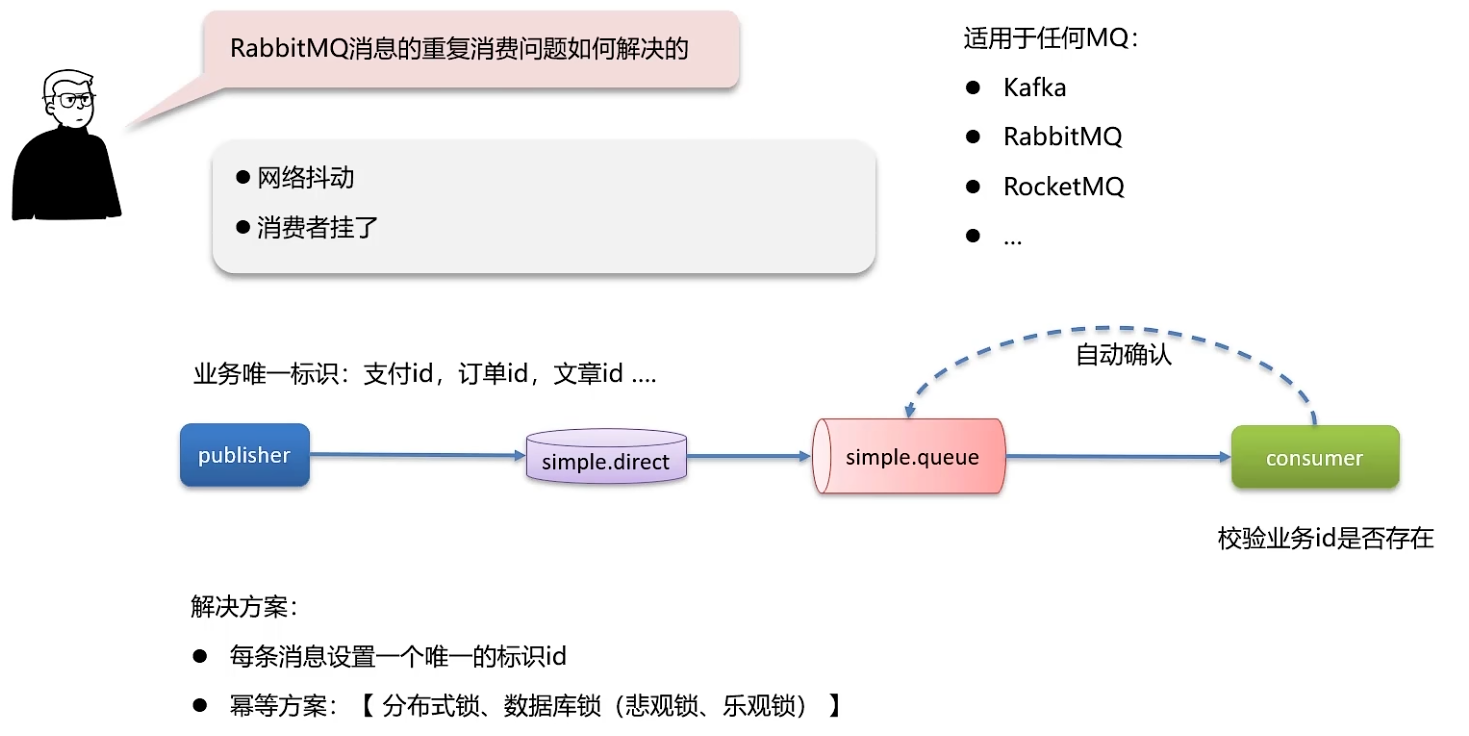 RabbitMQ消息的重复消费问题如何解决的
网络抖动
消费者挂了
适用于任何MQ：
Kafka
RabbitMQ
RocketMQ
...
业务唯一标识：支付id，订单id，文章id ....
自动确认
publisher
simple.direct
simple.queue
consumer
校验业务id是否存在
解决方案：
每条消息设置一个唯一的标识id
幂等方案：【 分布式锁、数据库锁（悲观锁、乐观锁） 】